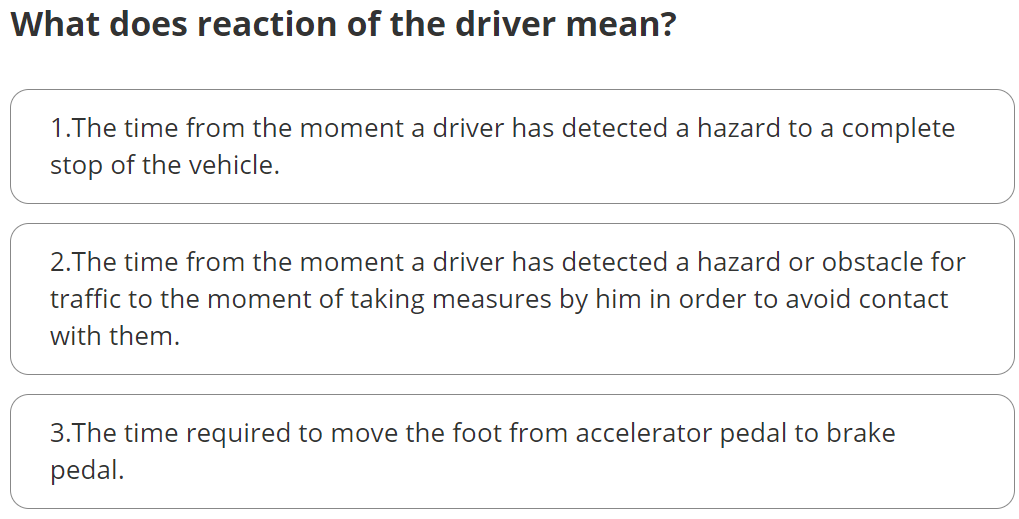 What does reaction of the driver mean?
1.The time from the moment a driver has detected a hazard to a complete
stop of the vehicle.
2.The time from the moment a driver has detected a hazard or obstacle for
traffic to the moment of taking measures by him in order to avoid contact
with them.
3.The time required to move the foot from accelerator pedal to brake
pedal.